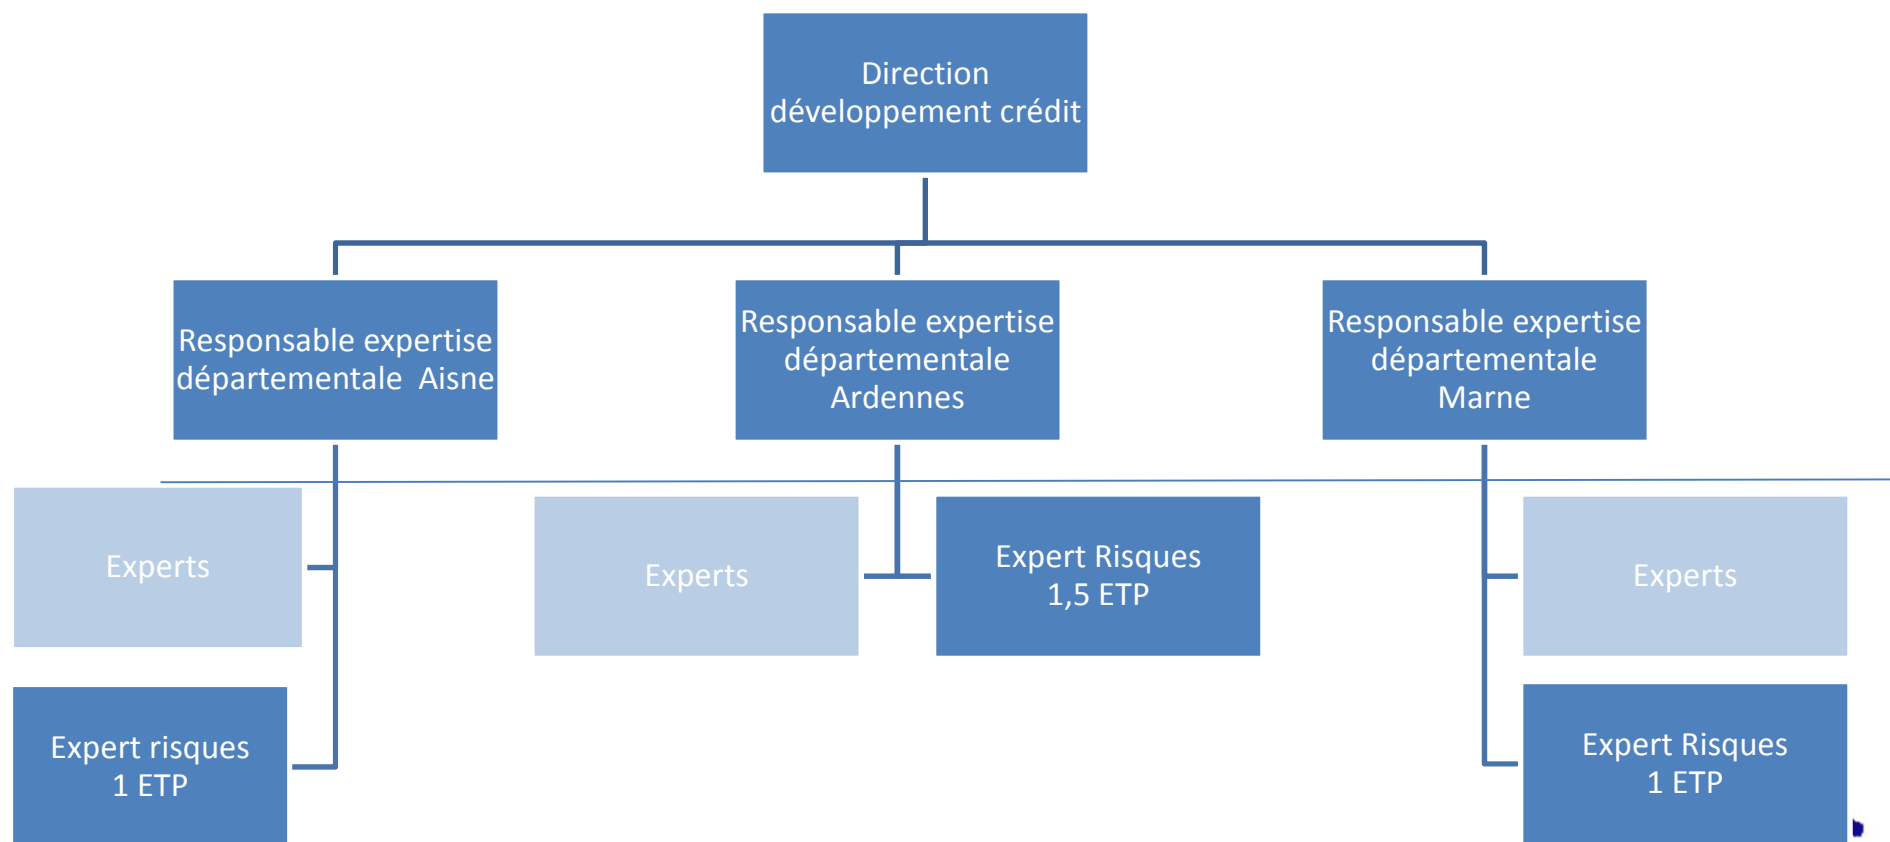 Direction
développement crédit
Responsable expertise
départementale Aisne
Responsable expertise
départementale
Ardennes
Responsable expertise
départementale
Marne
Experts
Experts
Expert Risques
1,5 ETP
Experts
Expert risques
1 ETP
Expert Risques
1 ETP